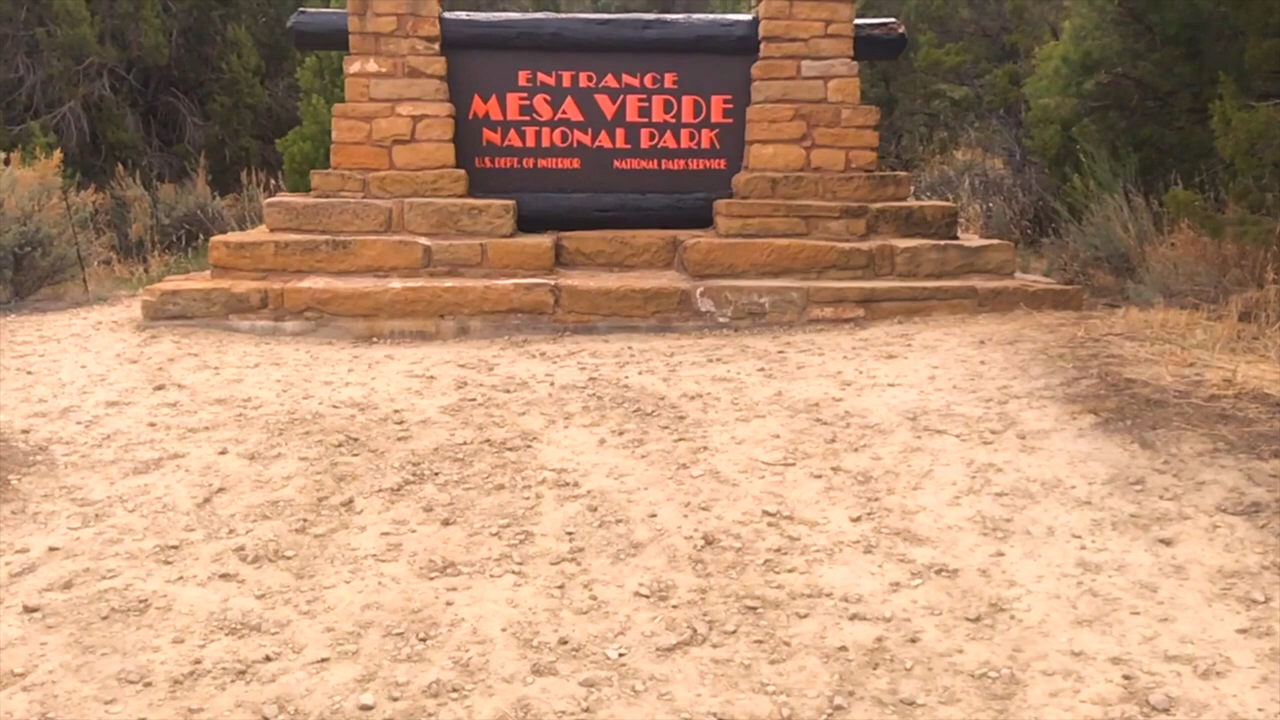 ENTRANCE
MESA VERDE
NATIONAL PARK
U.S. DEPT. OF INTERIOR NATIONAL PARK SERVICE